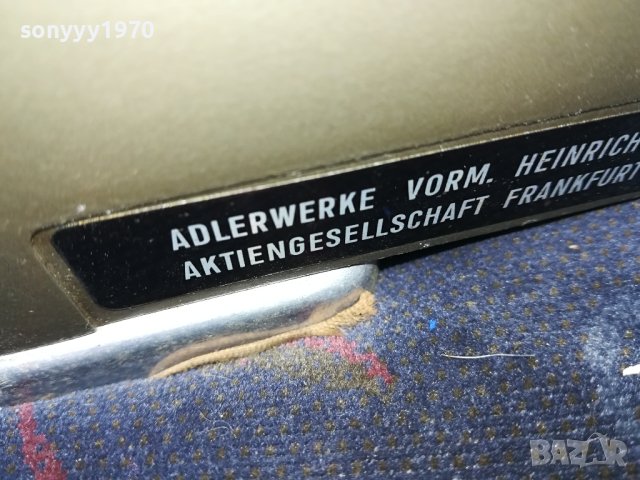 sonyyy1970
ADLERWERKE VORM. HEINRICH
AKTIENGESELLSCHAFT FRANKFURT
BAZAR